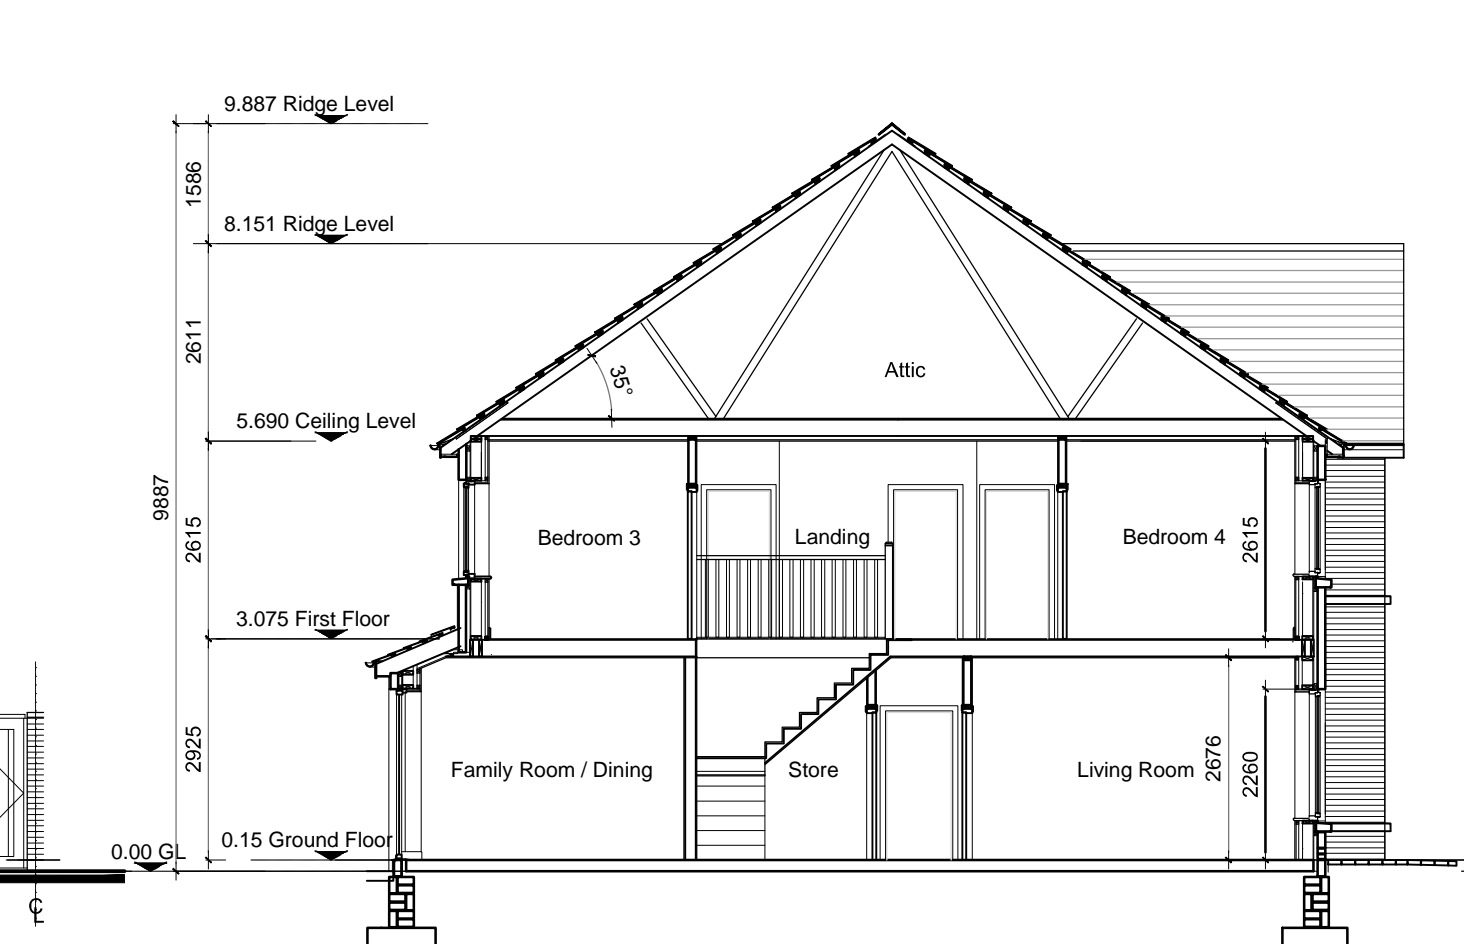 9.887 Ridge Level
1586
8.151 Ridge Level
2611
35°
Attic
5.690 Ceiling Level
9887
2615
Bedroom 3
Landing
Bedroom 4
2615
3.075 First Floor
2925
Family Room / Dining
Store
Living Room
2676
2260
0.15 Ground Floor
0.00 GL
CL